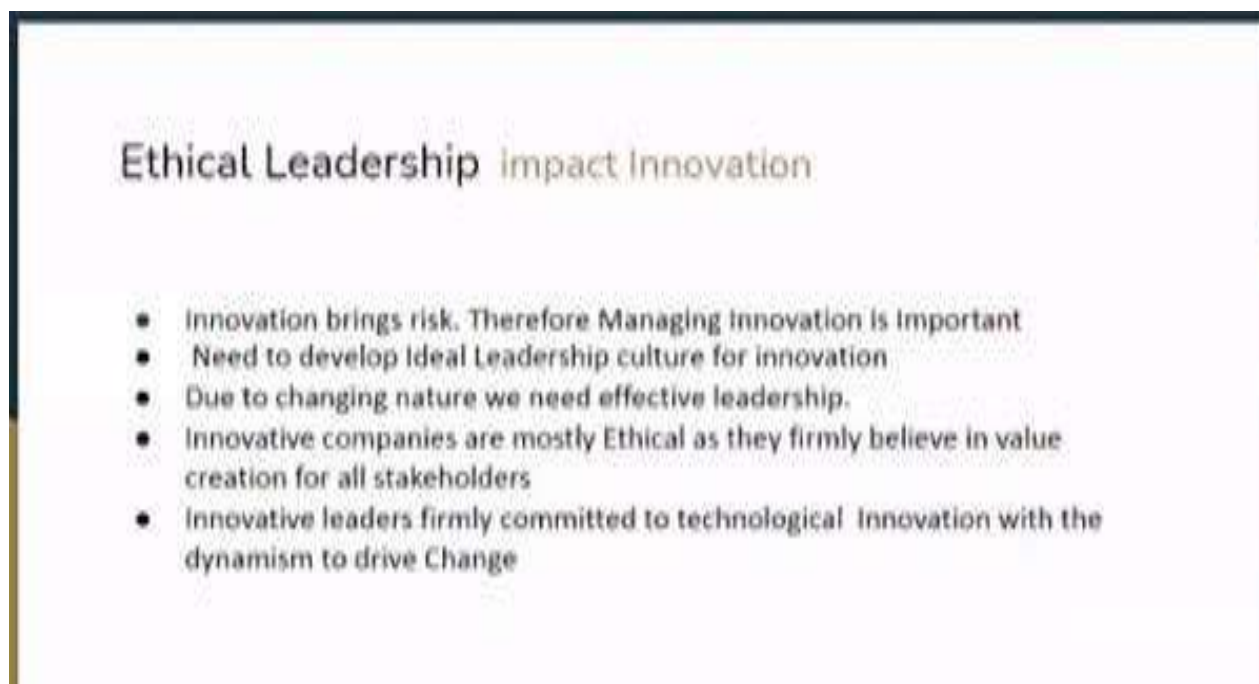 Ethical Leadership impact Innovation
● Innovation brings risk. Therefore Managing Innovation is Important
● Need to develop Ideal Leadership culture for innovation
● Due to changing nature we need effective leadership.
● Innovative companies are mostly Ethical as they firmly believe in value
creation for all stakeholders
● Innovative leaders firmly committed to technological Innovation with the
dynamism to drive Change